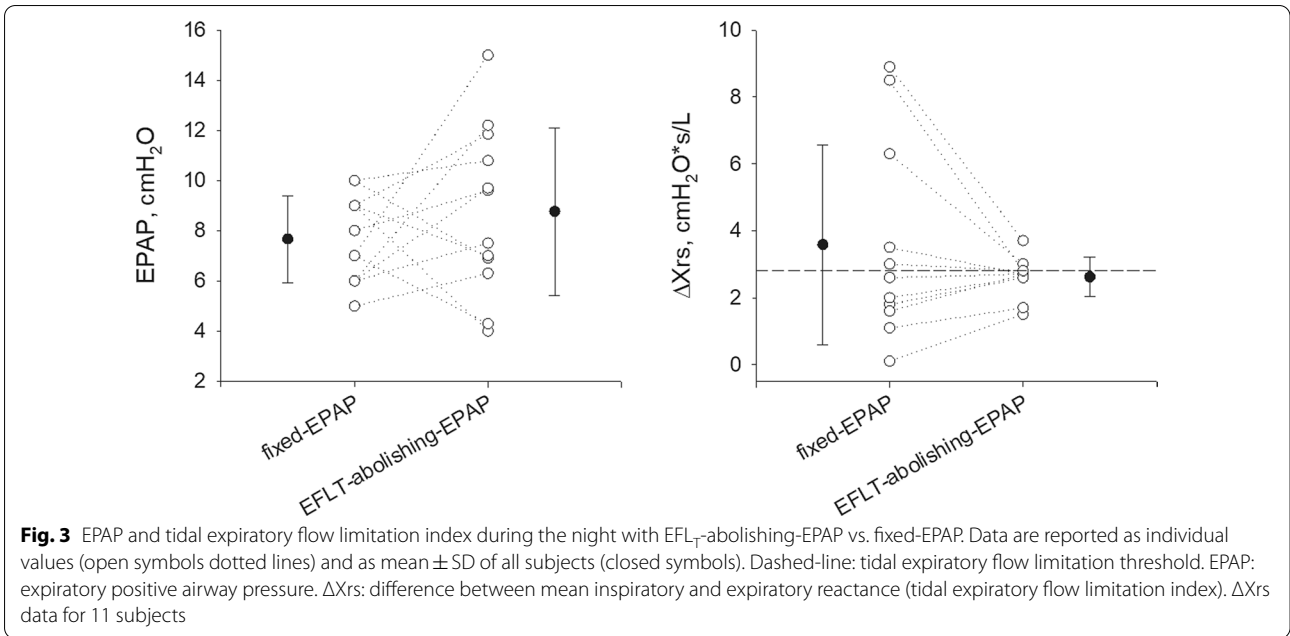 16
14
12
10
8
6
4
2
EPAP, cmH₂O
fixed-EPAP
EFLT-abolishing-EPAP
10
8
6
4
2
0
ΔXrs, cmH₂O*s/L
fixed-EPAP
EFLT-abolishing-EPAP
Fig. 3 EPAP and tidal expiratory flow limitation index during the night with EFL_T-abolishing-EPAP vs. fixed-EPAP. Data are reported as individual
values (open symbols dotted lines) and as mean ± SD of all subjects (closed symbols). Dashed-line: tidal expiratory flow limitation threshold. EPAP:
expiratory positive airway pressure. ΔXrs: difference between mean inspiratory and expiratory reactance (tidal expiratory flow limitation index). ΔXrs
data for 11 subjects